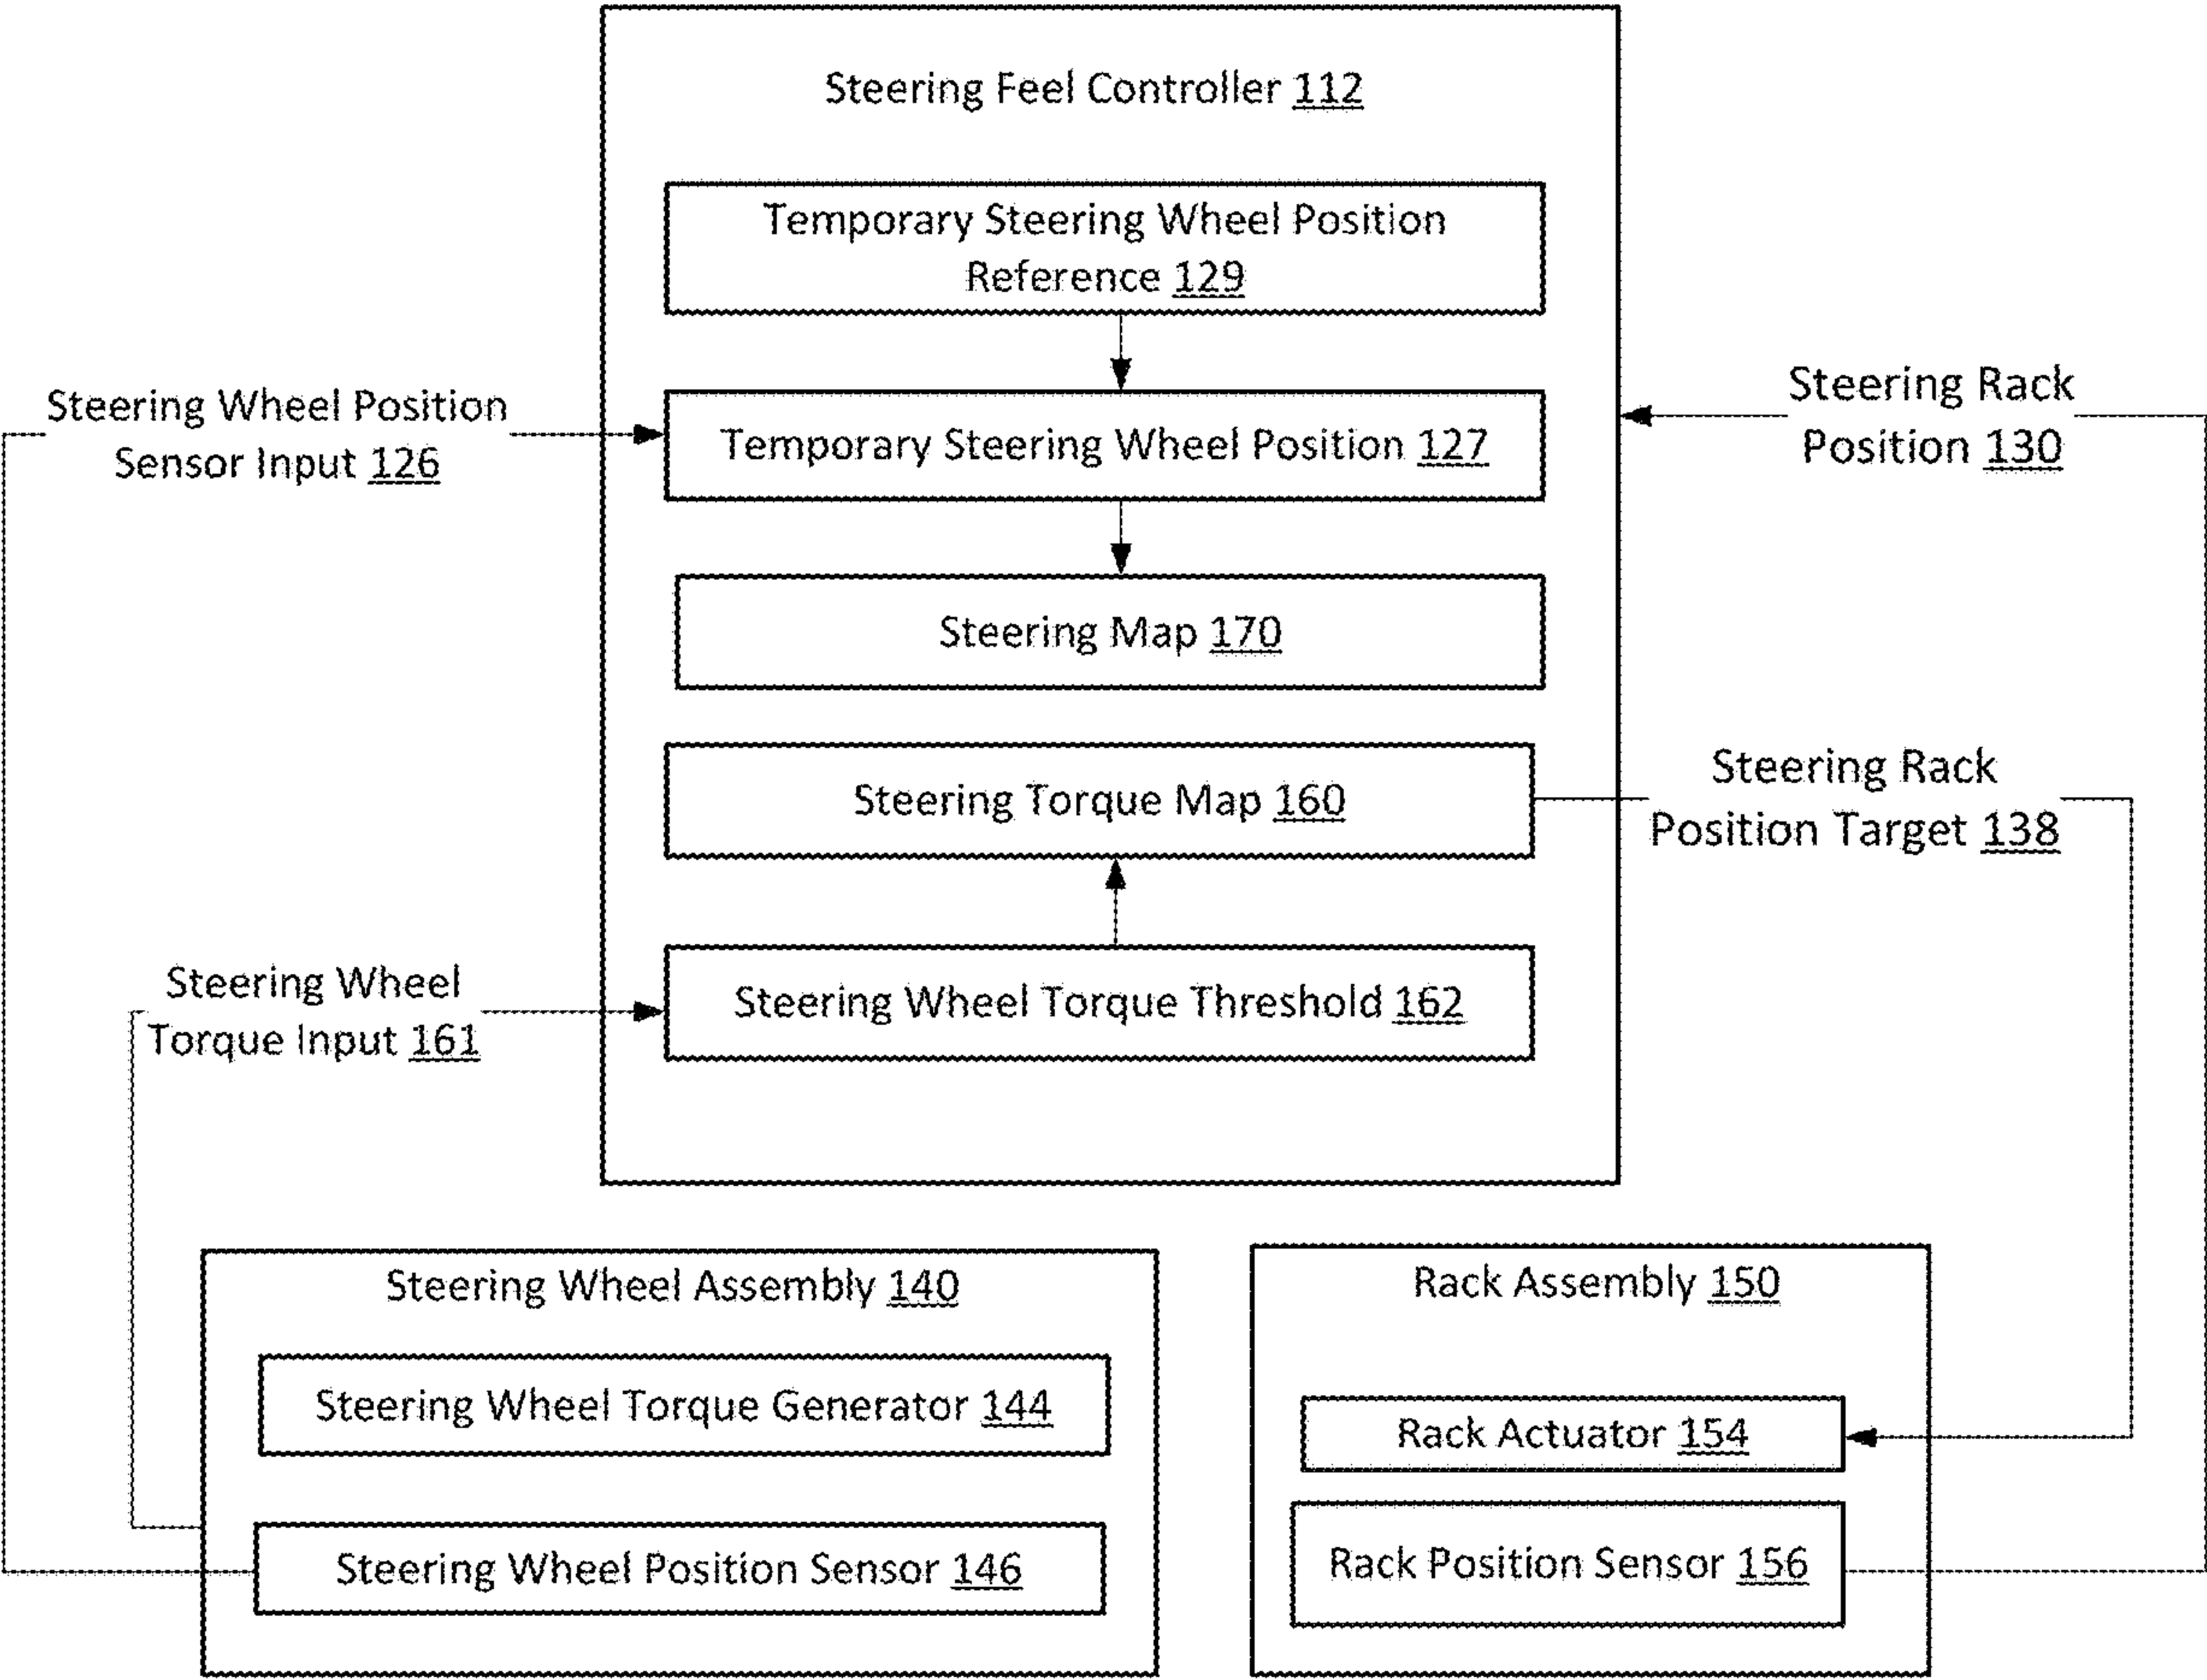 Steering Feel Controller 112
Temporary Steering Wheel Position
Reference 129
Steering Wheel Position
Sensor Input 126
Temporary Steering Wheel Position 127
Steering Rack
Position 130
Steering Map 170
Steering Torque Map 160
Steering Rack
Position Target 138
Steering Wheel
Torque Input 161
Steering Wheel Torque Threshold 162
Steering Wheel Assembly 140
Steering Wheel Torque Generator 144
Steering Wheel Position Sensor 146
Rack Assembly 150
Rack Actuator 154
Rack Position Sensor 156